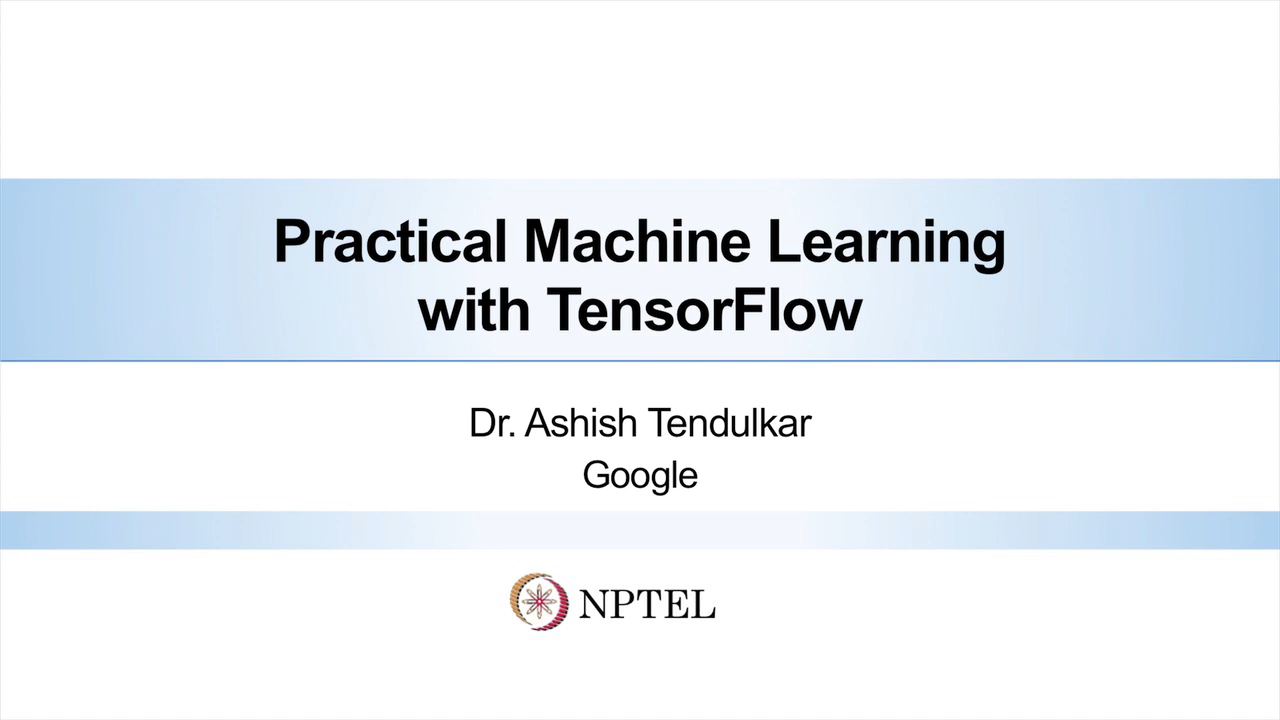 Practical Machine Learning
with TensorFlow
Dr. Ashish Tendulkar
Google
NPTEL